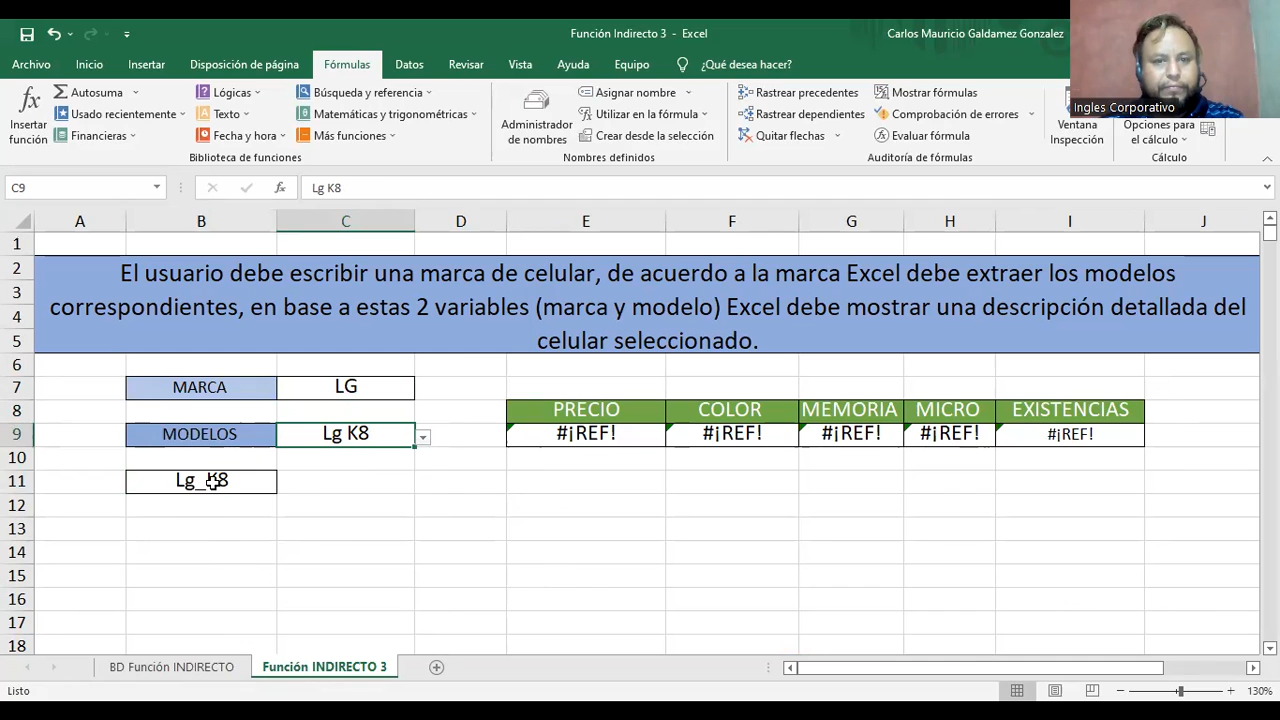 Función Indirecto 3 - Excel
Carlos Mauricio Galdamez Gonzalez
Archivo Inicio Insertar Disposición de página Fórmulas Datos Revisar Vista Ayuda Equipo ¿Qué desea hacer?
Ingles Corporativo
fx Insertar función
Autosuma
Usado recientemente
Financieras
Lógicas
Texto
Fecha y hora
Búsqueda y referencia
Matemáticas y trigonométricas
Más funciones
Biblioteca de funciones
Administrador de nombres
Asignar nombre
Utilizar en la fórmula
Crear desde la selección
Nombres definidos
Rastrear precedentes
Rastrear dependientes
Quitar flechas
Mostrar fórmulas
Comprobación de errores
Evaluar fórmula
Auditoría de fórmulas
Ventana Inspección
Opciones para el cálculo
Cálculo
C9 fx Lg K8
A B C D E F G H I J
1
2 El usuario debe escribir una marca de celular, de acuerdo a la marca Excel debe extraer los modelos
3 correspondientes, en base a estas 2 variables (marca y modelo) Excel debe mostrar una descripción detallada del
4
5 celular seleccionado.
6
7 MARCA LG
8 PRECIO COLOR MEMORIA MICRO EXISTENCIAS
9 MODELOS Lg K8 #¡REF! #¡REF! #¡REF! #¡REF! #¡REF!
10
11 Lg_K8
12
13
14
15
16
17
18
BD Función INDIRECTO Función INDIRECTO 3
Listo 130%